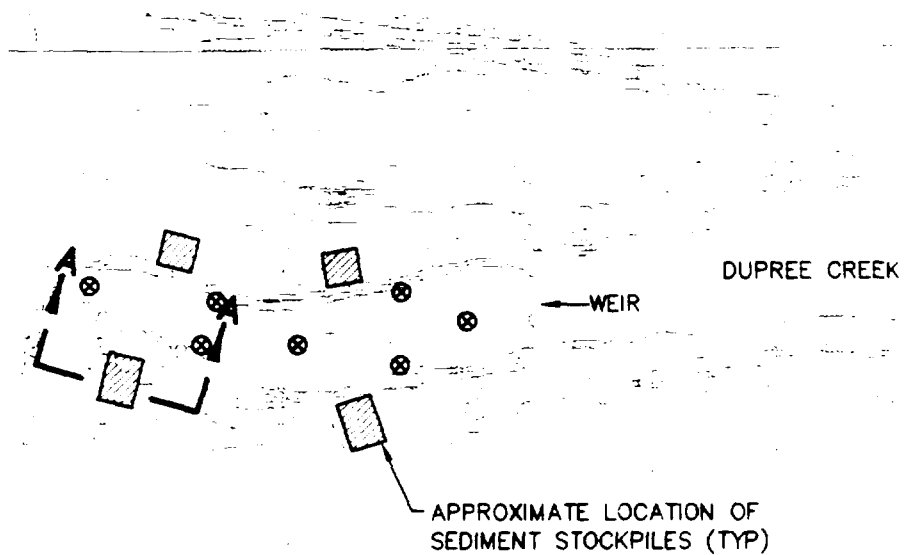 DUPREE CREEK
A
A
WEIR
APPROXIMATE LOCATION OF
SEDIMENT STOCKPILES (TYP)